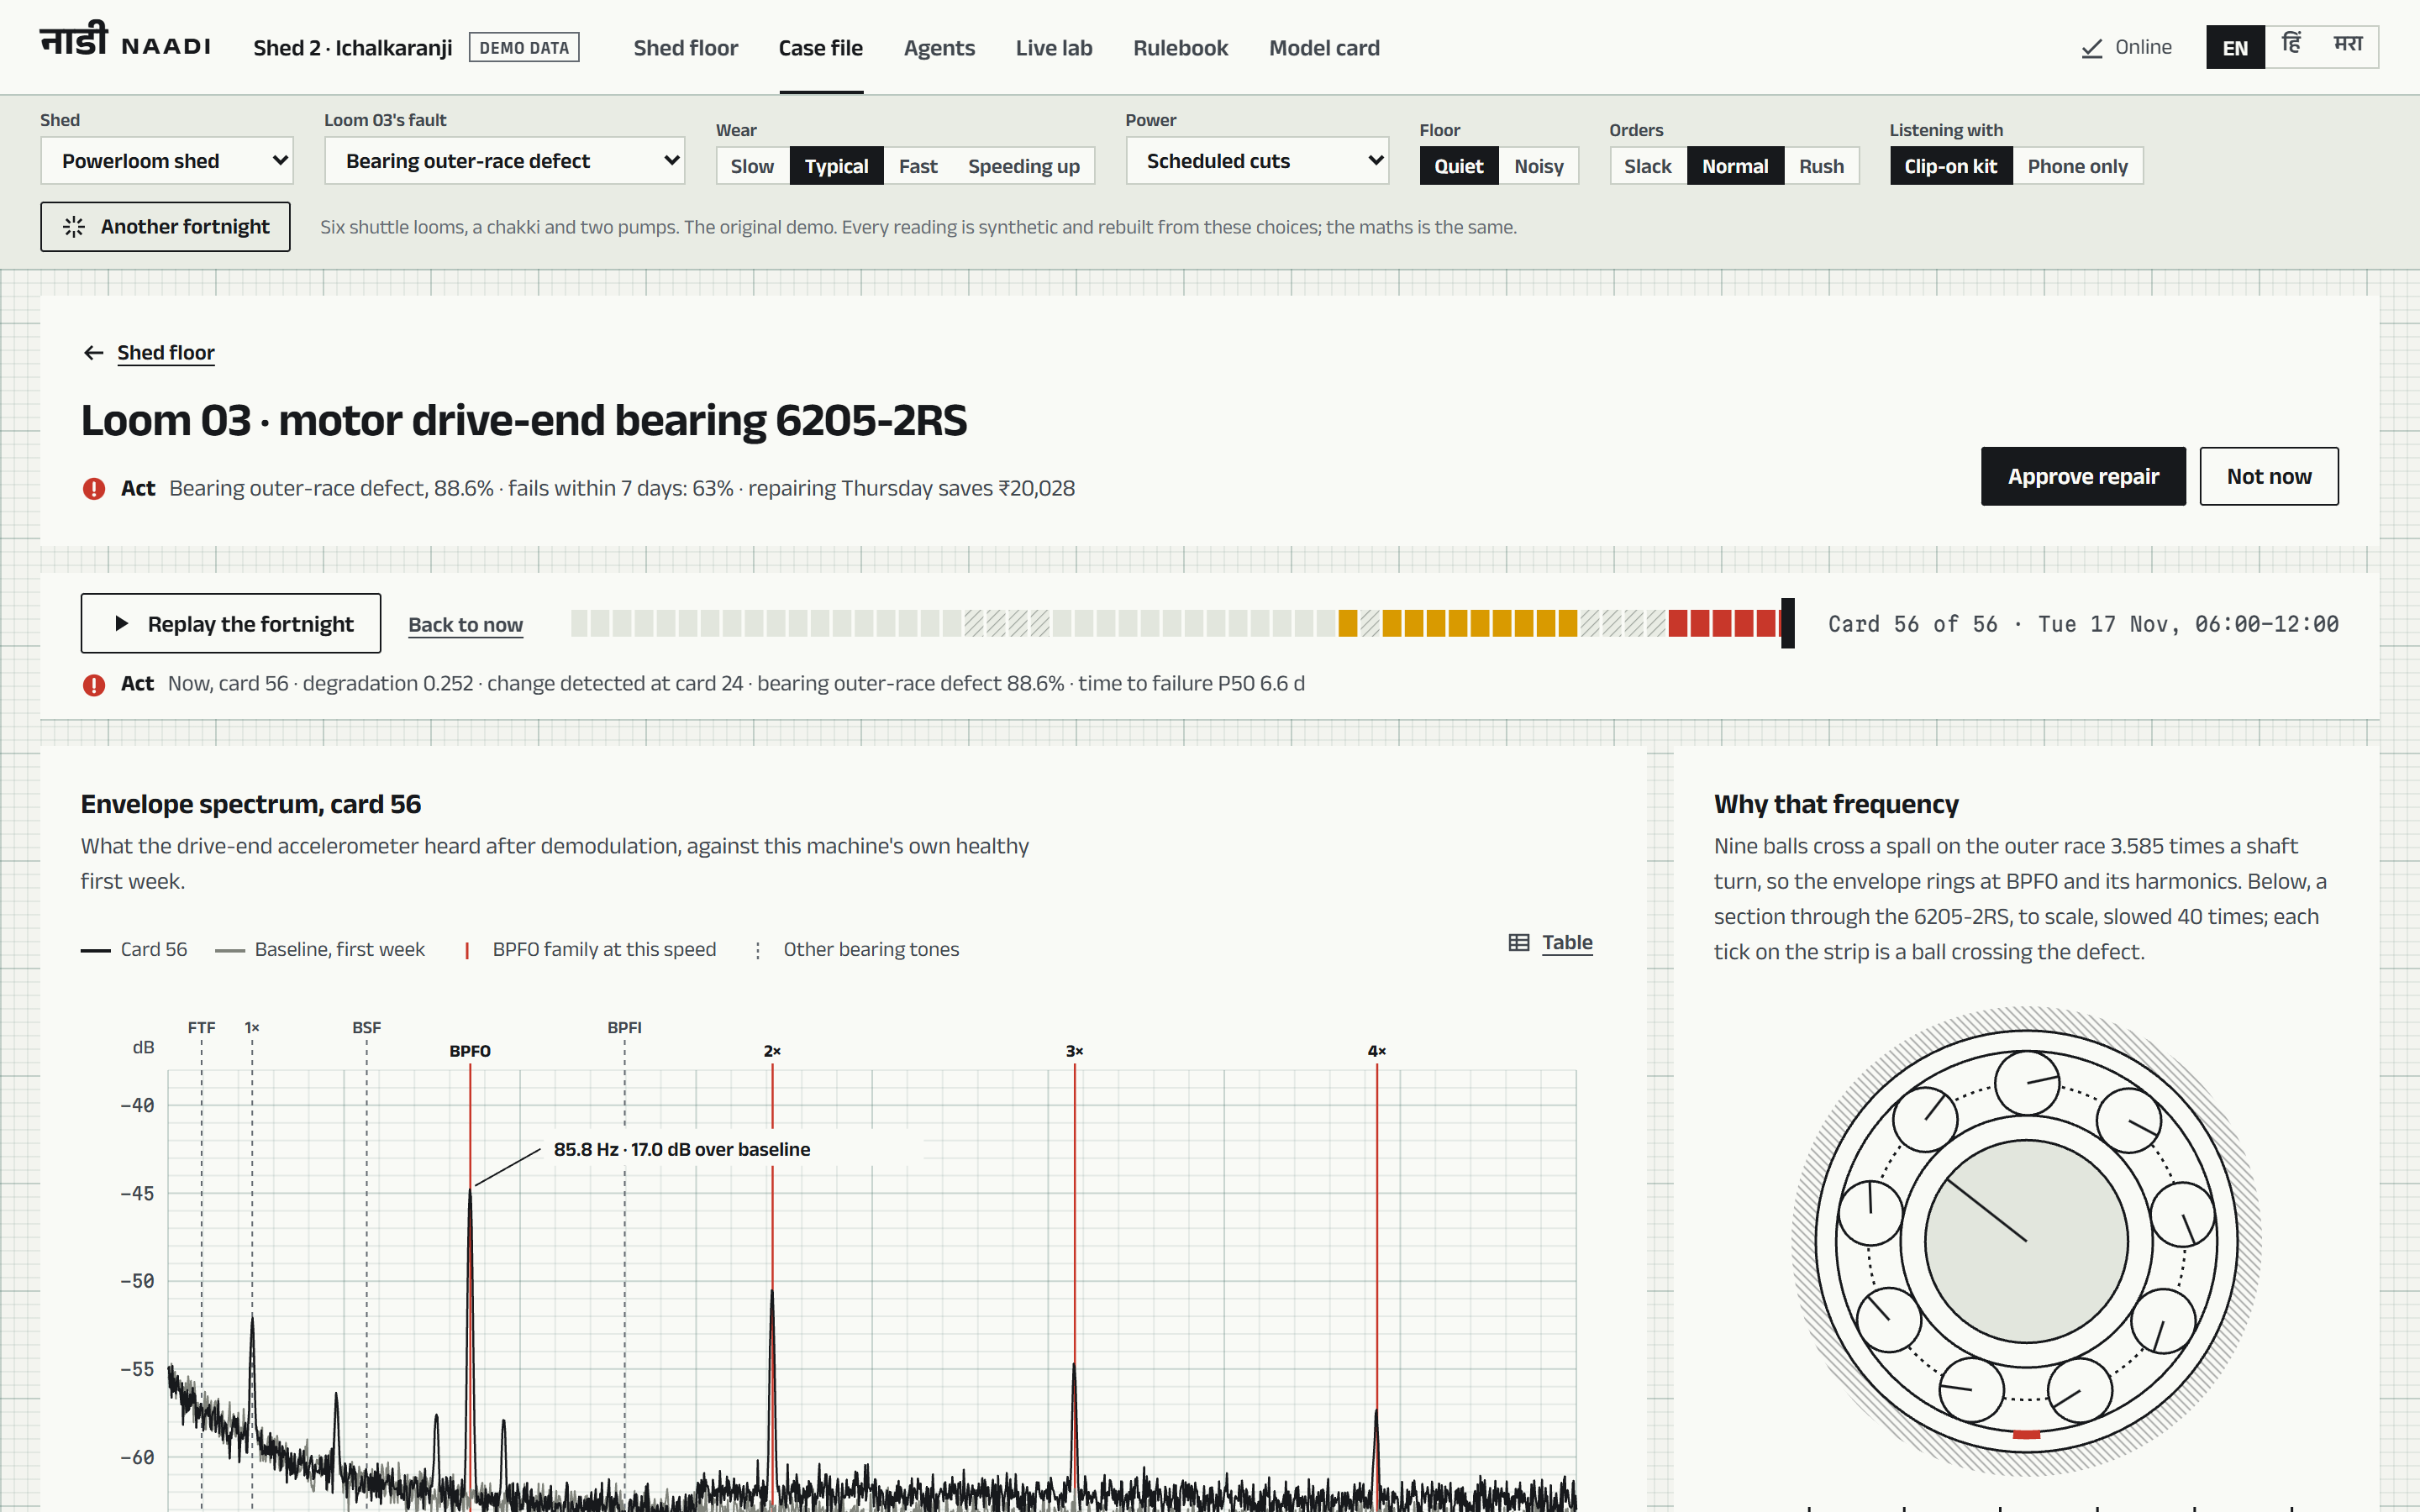 नाडी NAADI
Shed 2 · Ichalkaranji
DEMO DATA
Shed floor
Case file
Agents
Live lab
Rulebook
Model card
Online
EN
हिं
मरा
Shed
Powerloom shed
Loom 03's fault
Bearing outer-race defect
Wear
Slow
Typical
Fast
Speeding up
Power
Scheduled cuts
Floor
Quiet
Noisy
Orders
Slack
Normal
Rush
Listening with
Clip-on kit
Phone only
Another fortnight
Six shuttle looms, a chakki and two pumps. The original demo. Every reading is synthetic and rebuilt from these choices; the maths is the same.
Shed floor
Loom 03 · motor drive-end bearing 6205-2RS
Act Bearing outer-race defect, 88.6% · fails within 7 days: 63% · repairing Thursday saves ₹20,028
Approve repair
Not now
Replay the fortnight
Back to now
Card 56 of 56 · Tue 17 Nov, 06:00–12:00
Act Now, card 56 · degradation 0.252 · change detected at card 24 · bearing outer-race defect 88.6% · time to failure P50 6.6 d
Envelope spectrum, card 56
What the drive-end accelerometer heard after demodulation, against this machine's own healthy
first week.
Card 56
Baseline, first week
BPFO family at this speed
Other bearing tones
Table
FTF
1×
BSF
BPFI
dB
BPFO
2×
3×
4×
−40
85.8 Hz · 17.0 dB over baseline
−45
−50
−55
−60
Why that frequency
Nine balls cross a spall on the outer race 3.585 times a shaft
turn, so the envelope rings at BPFO and its harmonics. Below, a
section through the 6205-2RS, to scale, slowed 40 times; each
tick on the strip is a ball crossing the defect.